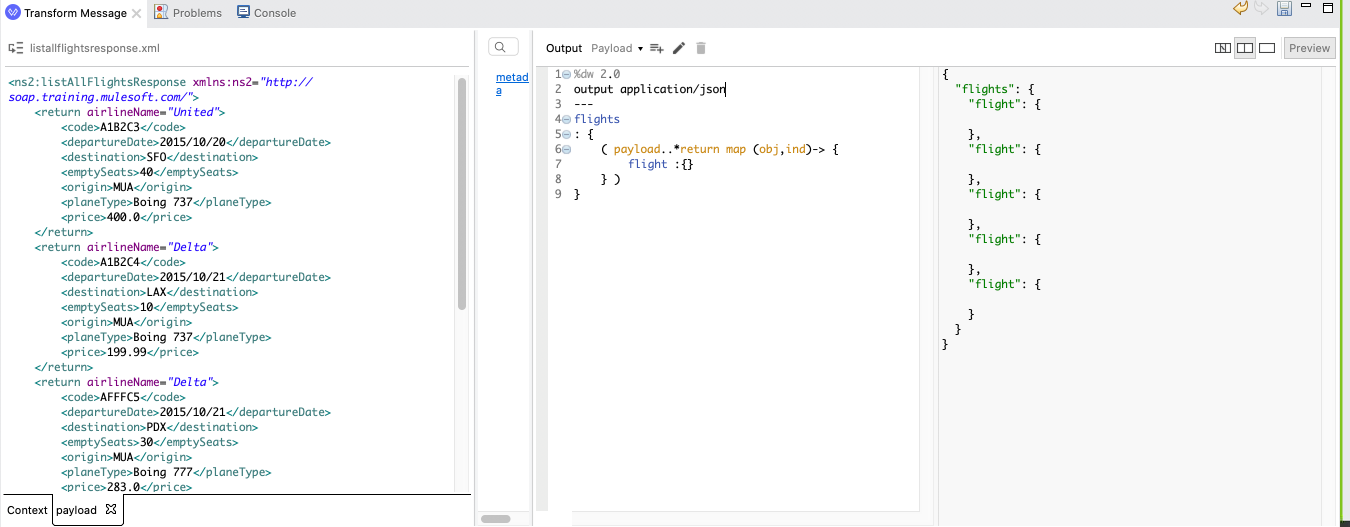 Transform Message
Problems
Console
listallflightsresponse.xml
<ns2:listAllFlightsResponse xmlns:ns2="http://
soap.training.mulesoft.com/">
<return airlineName="United">
<code>A1B2C3</code>
<departureDate>2015/10/20</departureDate>
<destination>SFO</destination>
<emptySeats>40</emptySeats>
<origin>MUA</origin>
<planeType>Boing 737</planeType>
<price>400.0</price>
</return>
<return airlineName="Delta">
<code>A1B2C4</code>
<departureDate>2015/10/21</departureDate>
<destination>LAX</destination>
<emptySeats>10</emptySeats>
<origin>MUA</origin>
<planeType>Boing 737</planeType>
<price>199.99</price>
</return>
<return airlineName="Delta">
<code>AFFFC5</code>
<departureDate>2015/10/21</departureDate>
<destination>PDX</destination>
<emptySeats>30</emptySeats>
<origin>MUA</origin>
<planeType>Boing 777</planeType>
<price>283.0</price>
Context
payload
metad
a
Output Payload
Preview
1 %dw 2.0
2 output application/json
3 ---
4 flights
5 : {
6 ( payload..*return map (obj,ind)-> {
7 flight :{}
8 } )
9 }
{
"flights": {
"flight": {
},
"flight": {
},
"flight": {
},
"flight": {
},
"flight": {
}
}
}